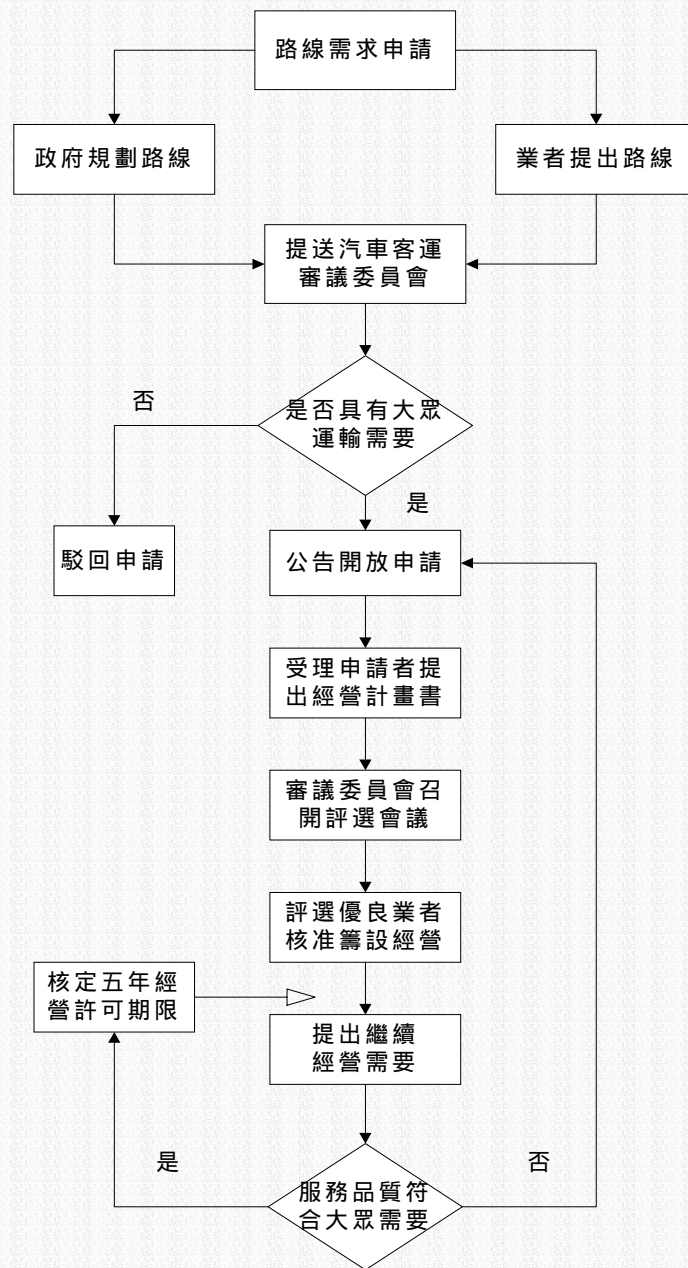 路線需求申請
政府規劃路線
業者提出路線
提送汽車客運
審議委員會
是否具有大眾
運輸需要
否
是
駁回申請
公告開放申請
受理申請者提
出經營計畫書
審議委員會召
開評選會議
評選優良業者
核准籌設經營
核定五年經
營許可期限
提出繼續
經營需要
是
否
服務品質符
合大眾需要